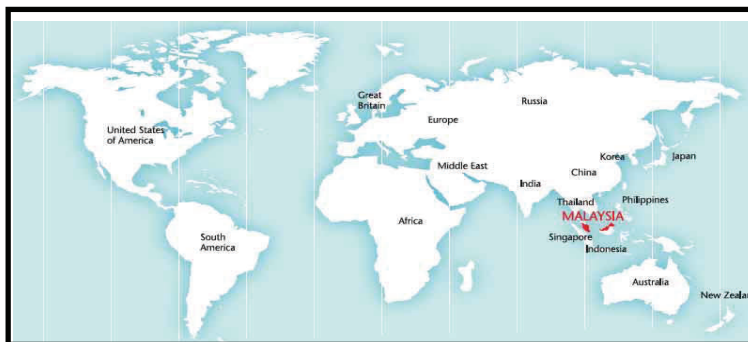 Great
Britain
Russia
Europe
United States
of America
Korea
Japan
Middle East
China
India
Thailand
Philippines
MALAYSIA
Africa
South
America
Singapore
Indonesia
Australia
New Zealan